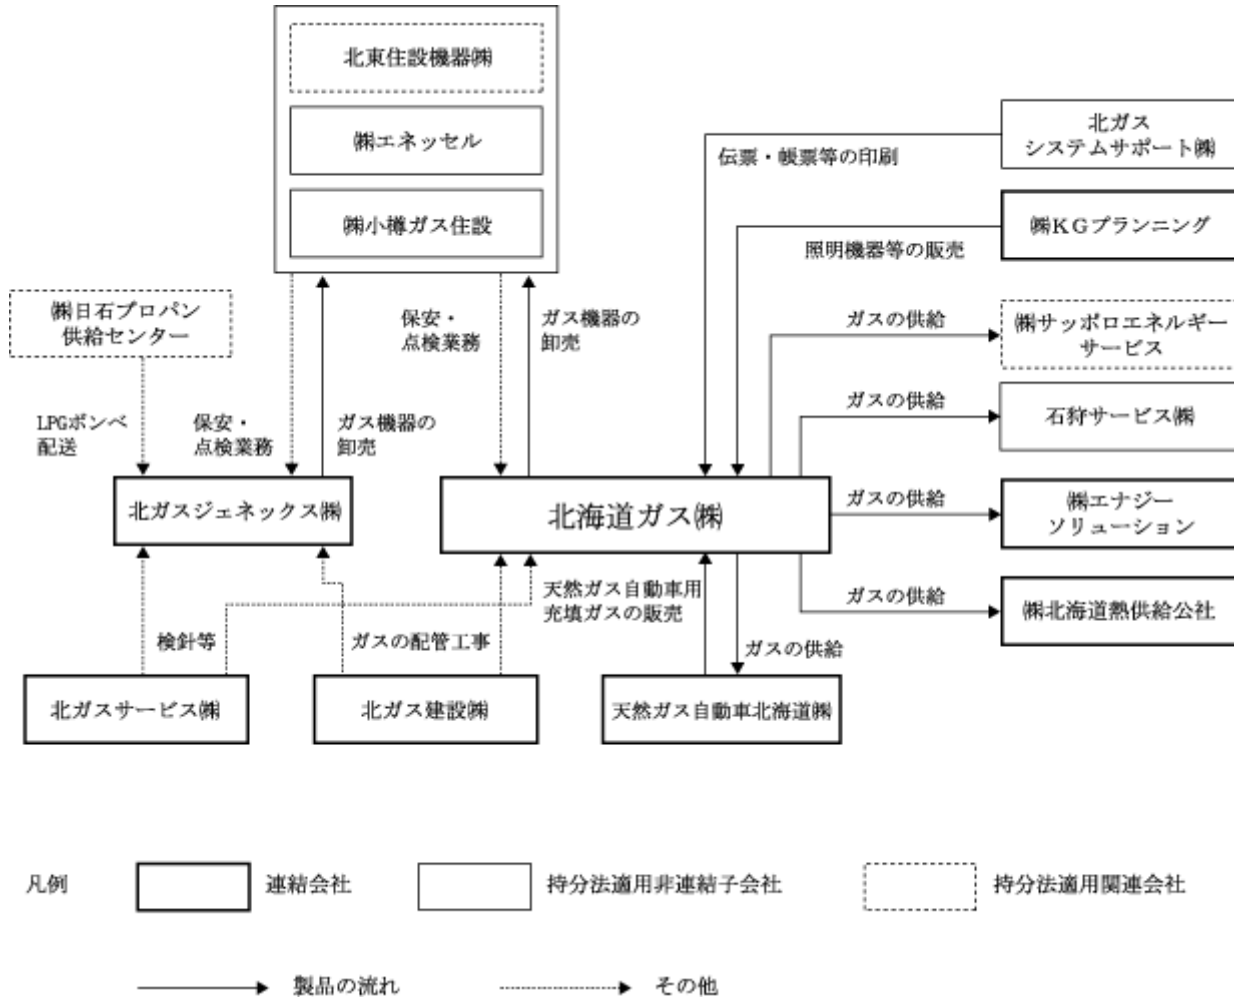 北東住設機器㈱
㈱エネッセル
㈱小樽ガス住設
北ガス
システムサポート㈱
伝票・帳票等の印刷
㈱KGプランニング
照明機器等の販売
㈱日石プロパン
供給センター
保安・
点検業務
ガス機器の
卸売
ガスの供給
㈱サッポロエネルギー
サービス
ガスの供給
石狩サービス㈱
LPGボンベ
配送
保安・
点検業務
ガス機器の
卸売
北ガスジェネックス㈱
北海道ガス㈱
ガスの供給
㈱エナジー
ソリューション
天然ガス自動車用
充填ガスの販売
ガスの供給
㈱北海道熱供給公社
検針等
ガスの配管工事
ガスの供給
北ガスサービス㈱
北ガス建設㈱
天然ガス自動車北海道㈱
凡例
連結会社
持分法適用非連結子会社
持分法適用関連会社
製品の流れ
その他